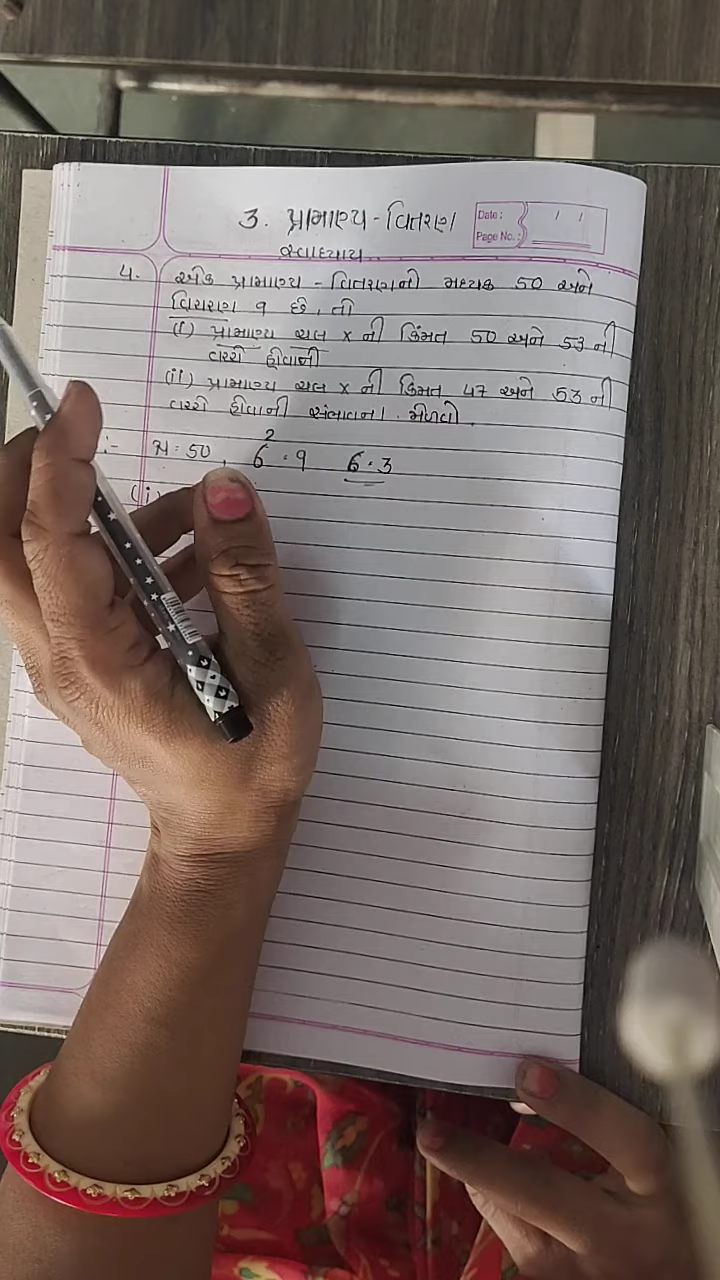 ૩. પ્રામાણ્ય - વિતરણ
Date: / /
Page No.:
સ્વાધ્યાય
4. એક પ્રામાણ્ય - વિતરણનો મધ્યક 50 અને
વિચરણ 9 છે, તો
(i) પ્રામાણ્ય ચલ x ની કિંમત 50 અને 53 ની
વચ્ચે હોવાની
(ii) પ્રામાણ્ય ચલ x ની કિંમત 47 અને 53 ની
વચ્ચે હોવાની સંભાવના મેળવો.
:- μ = 50, σ² = 9 σ = 3
(i)